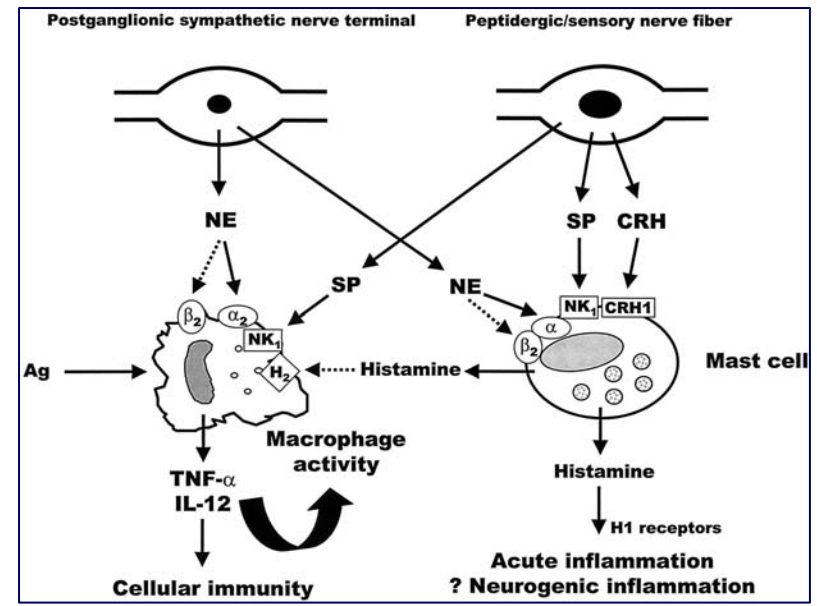 Postganglionic sympathetic nerve terminal
Peptidergic/sensory nerve fiber
NE
SP CRH
SP
NE
β2
α2
NK1
H2
NK1
CRH1
α
β2
Ag
Histamine
Mast cell
Macrophage
activity
TNF-α
IL-12
Histamine
H1 receptors
Cellular immunity
Acute inflammation
? Neurogenic inflammation